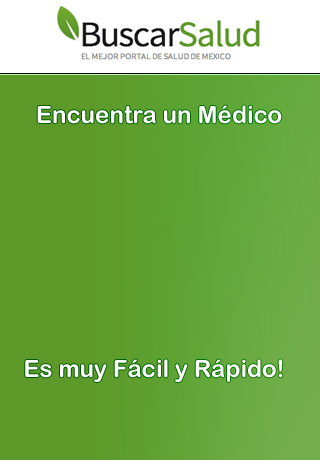 BuscarSalud
EL MEJOR PORTAL DE SALUD DE MEXICO
Encuentra un Médico
Es muy Fácil y Rápido!